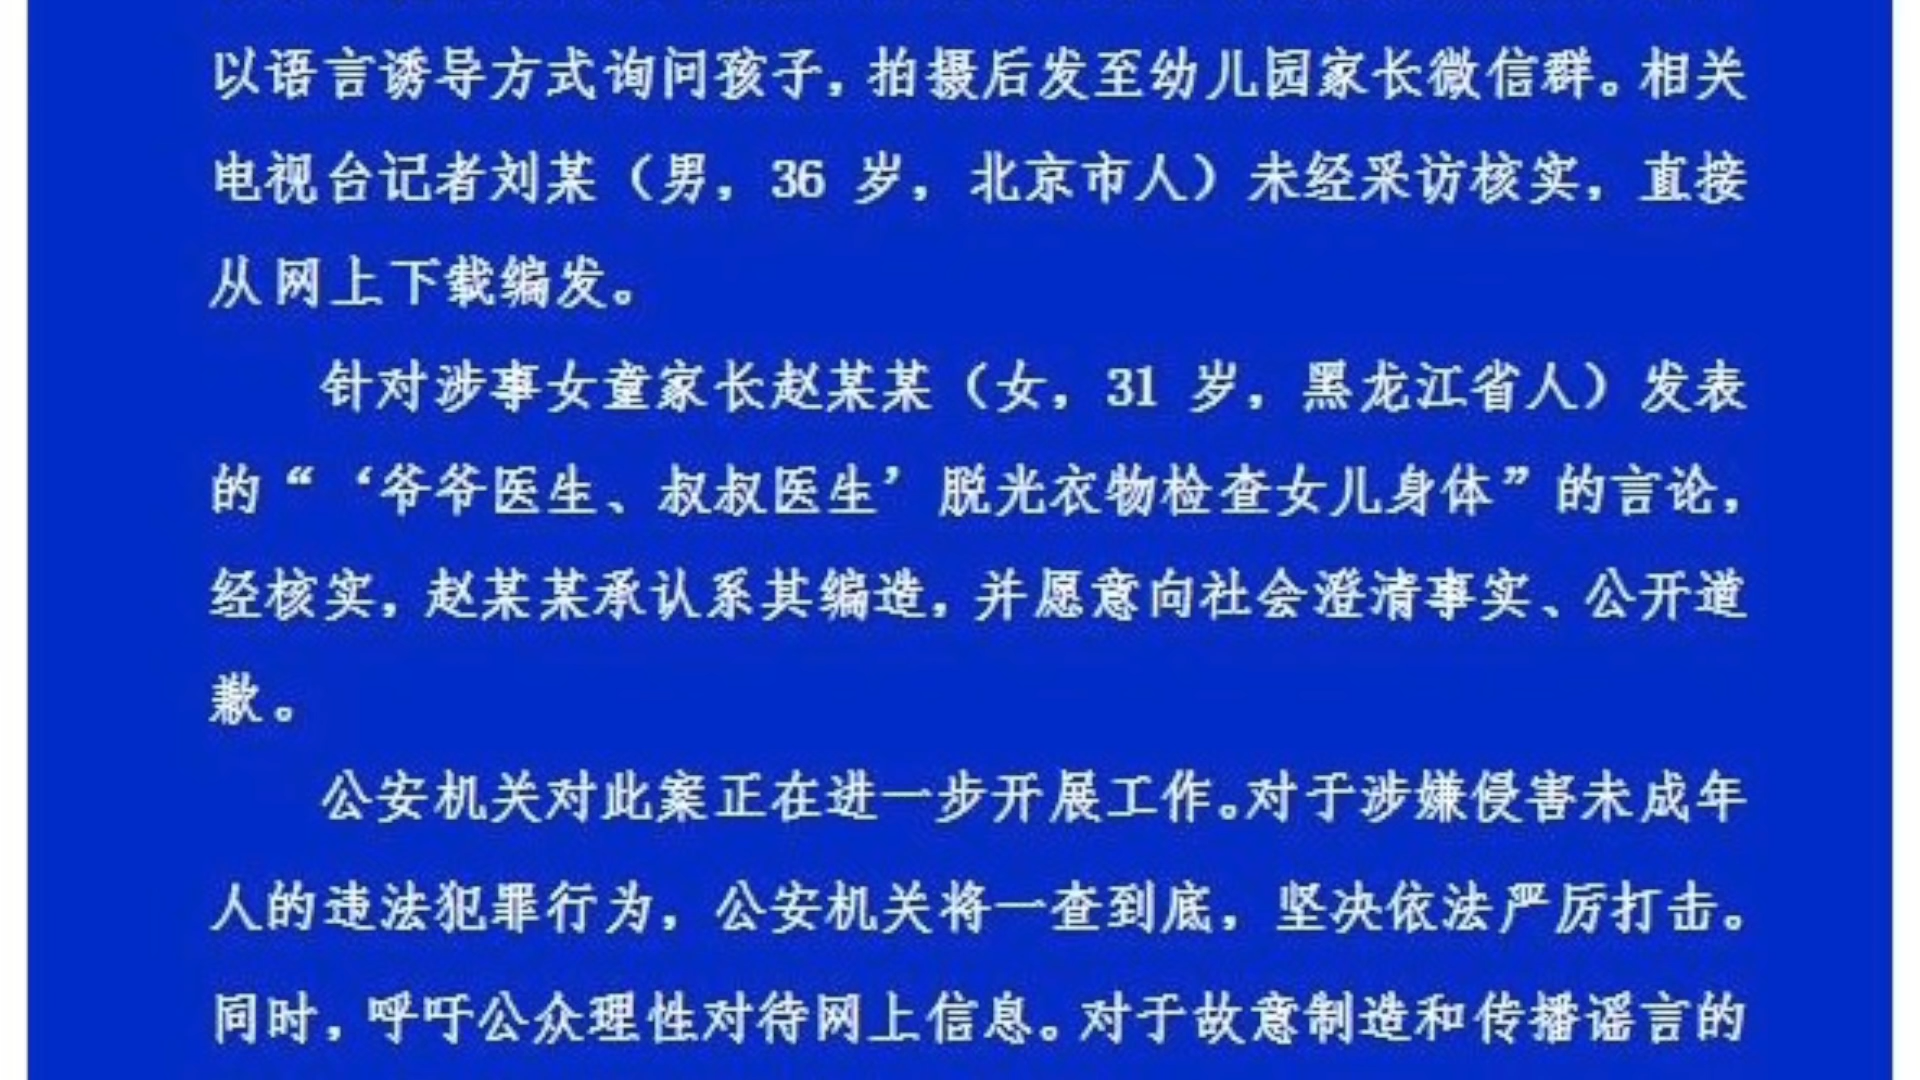 以语言诱导方式询问孩子，拍摄后发至幼儿园家长微信群。相关
电视台记者刘某（男，36 岁，北京市人）未经采访核实，直接
从网上下载编发。
针对涉事女童家长赵某某（女，31 岁，黑龙江省人）发表
的“‘爷爷医生、叔叔医生’脱光衣物检查女儿身体”的言论，
经核实，赵某某承认系其编造，并愿意向社会澄清事实、公开道
歉。
公安机关对此案正在进一步开展工作。对于涉嫌侵害未成年
人的违法犯罪行为，公安机关将一查到底，坚决依法严厉打击。
同时，呼吁公众理性对待网上信息。对于故意制造和传播谣言的